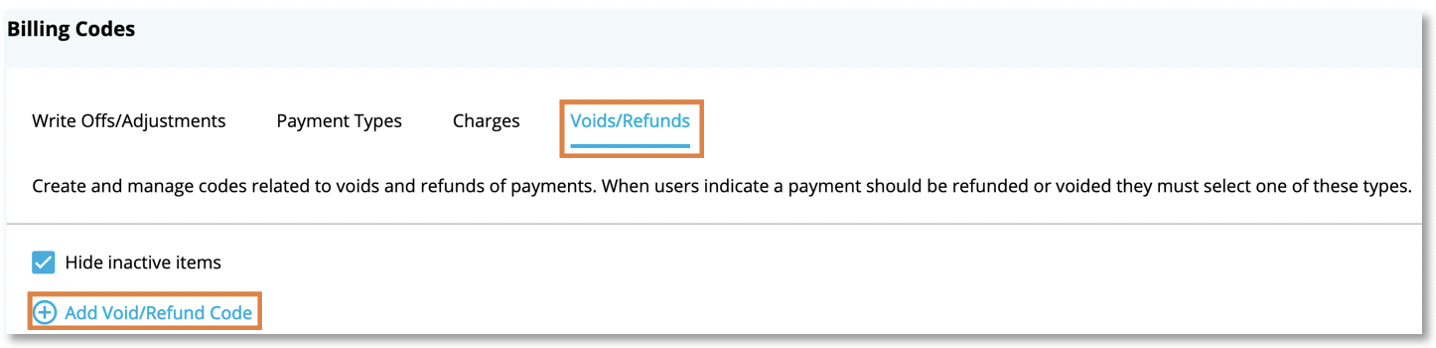 Billing Codes
Write Offs/Adjustments Payment Types Charges Voids/Refunds
Create and manage codes related to voids and refunds of payments. When users indicate a payment should be refunded or voided they must select one of these types.
Hide inactive items
Add Void/Refund Code